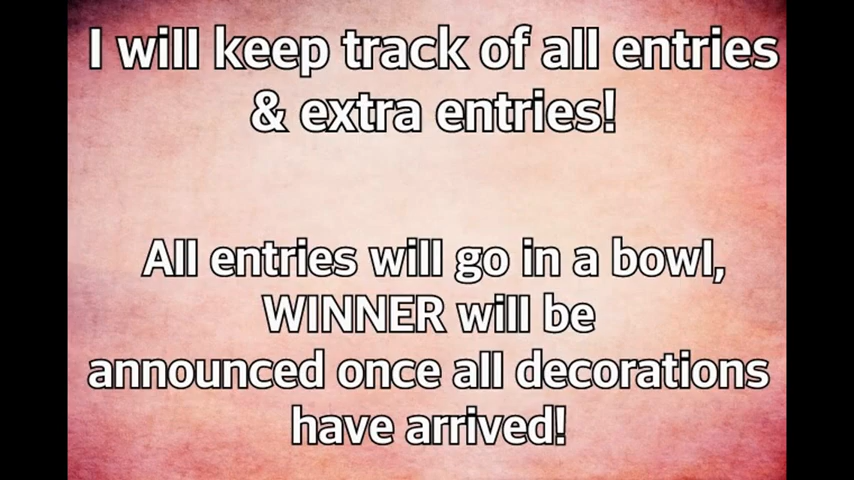 I will keep track of all entries
& extra entries!
All entries will go in a bowl,
WINNER will be
announced once all decorations
have arrived!